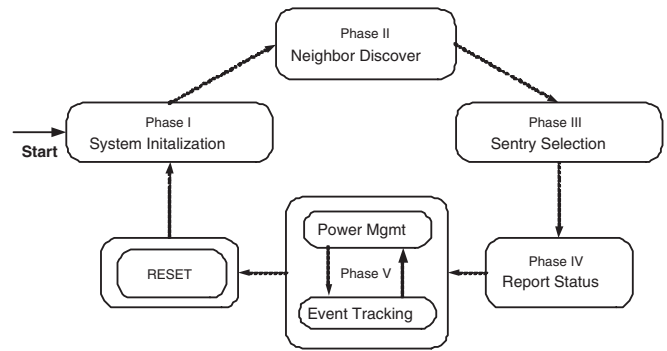 Phase II
Neighbor Discover
Phase I
System Initalization
Start
Phase III
Sentry Selection
Power Mgmt
Phase V
Event Tracking
RESET
Phase IV
Report Status